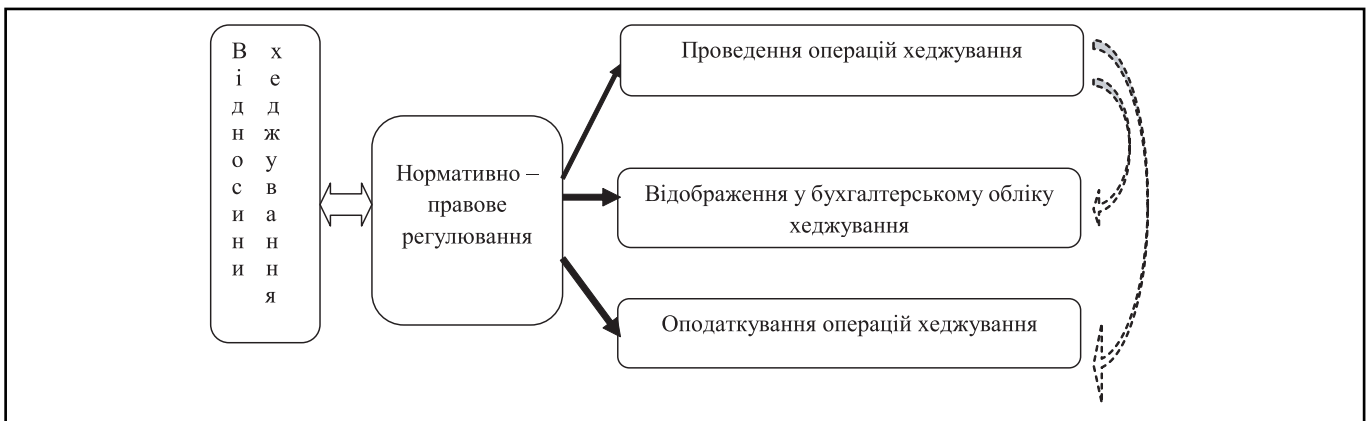 Відносини
хеджування
Нормативно –
правове
регулювання
Проведення операцій хеджування
Відображення у бухгалтерському обліку
хеджування
Оподаткування операцій хеджування